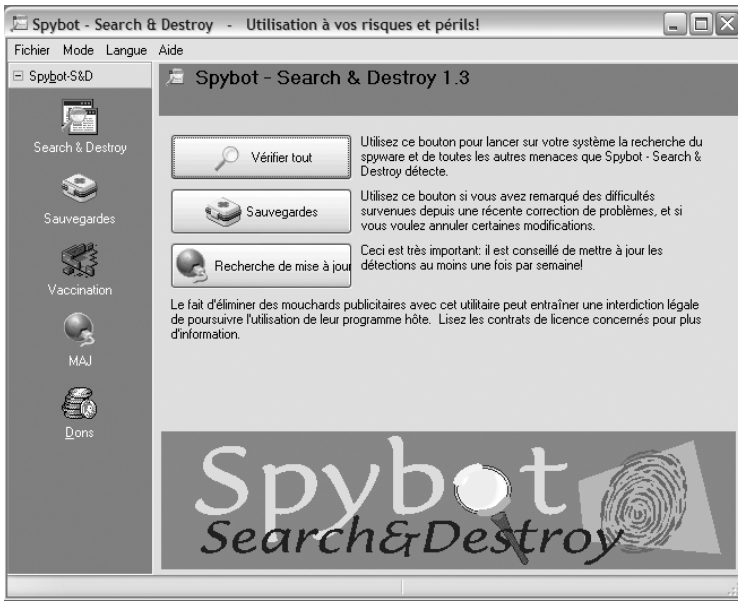 Spybot - Search & Destroy - Utilisation à vos risques et périls!
Fichier Mode Langue Aide
Spybot-S&D
Search & Destroy
Sauvegardes
Vaccination
MAJ
Dons
Spybot - Search & Destroy 1.3
Vérifier tout
Utilisez ce bouton pour lancer sur votre système la recherche du
spyware et de toutes les autres menaces que Spybot - Search &
Destroy détecte.
Sauvegardes
Utilisez ce bouton si vous avez remarqué des difficultés
survenues depuis une récente correction de problèmes, et si
vous voulez annuler certaines modifications.
Recherche de mise à jour
Ceci est très important: il est conseillé de mettre à jour les
détections au moins une fois par semaine!
Le fait d'éliminer des mouchards publicitaires avec cet utilitaire peut entraîner une interdiction légale
de poursuivre l'utilisation de leur programme hôte. Lisez les contrats de licence concernés pour plus
d'information.
Spybot
Search&Destroy